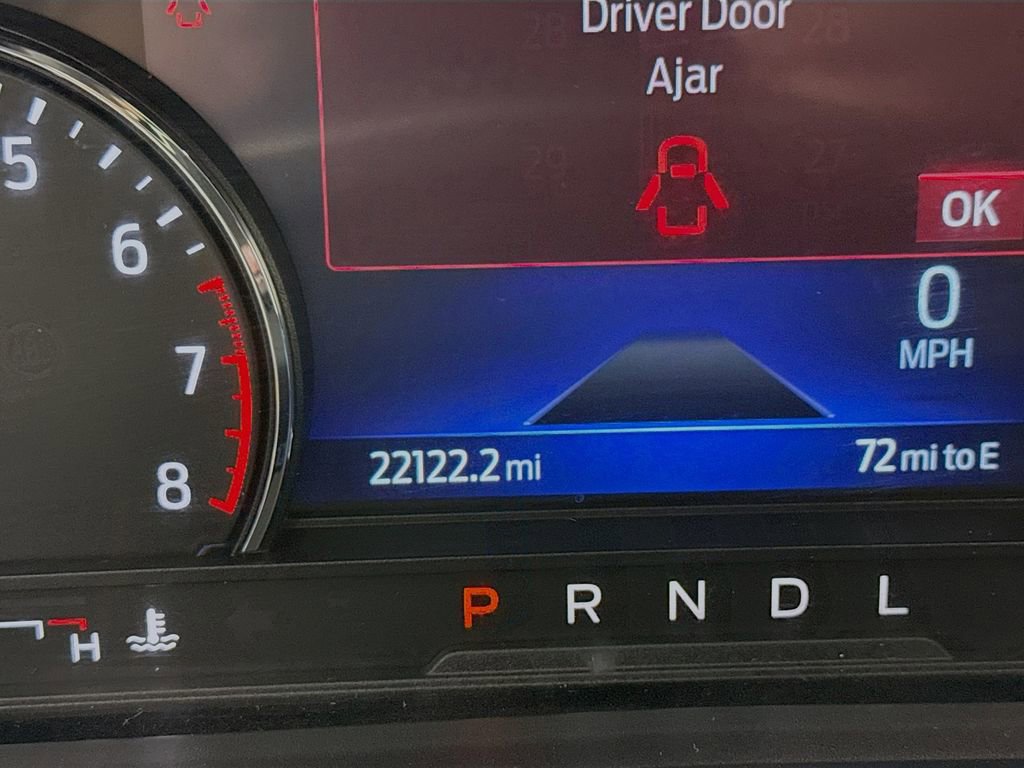 Driver Door
Ajar
OK
5
6
7
8
0
MPH
22122.2 mi
72 mi to E
H
P R N D L